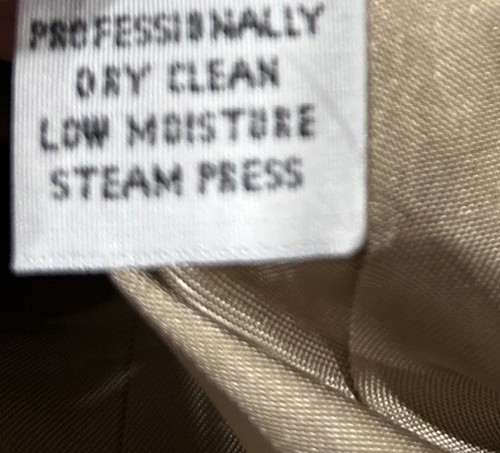 PROFESSIONALLY
DRY CLEAN
LOW MOISTURE
STEAM PRESS